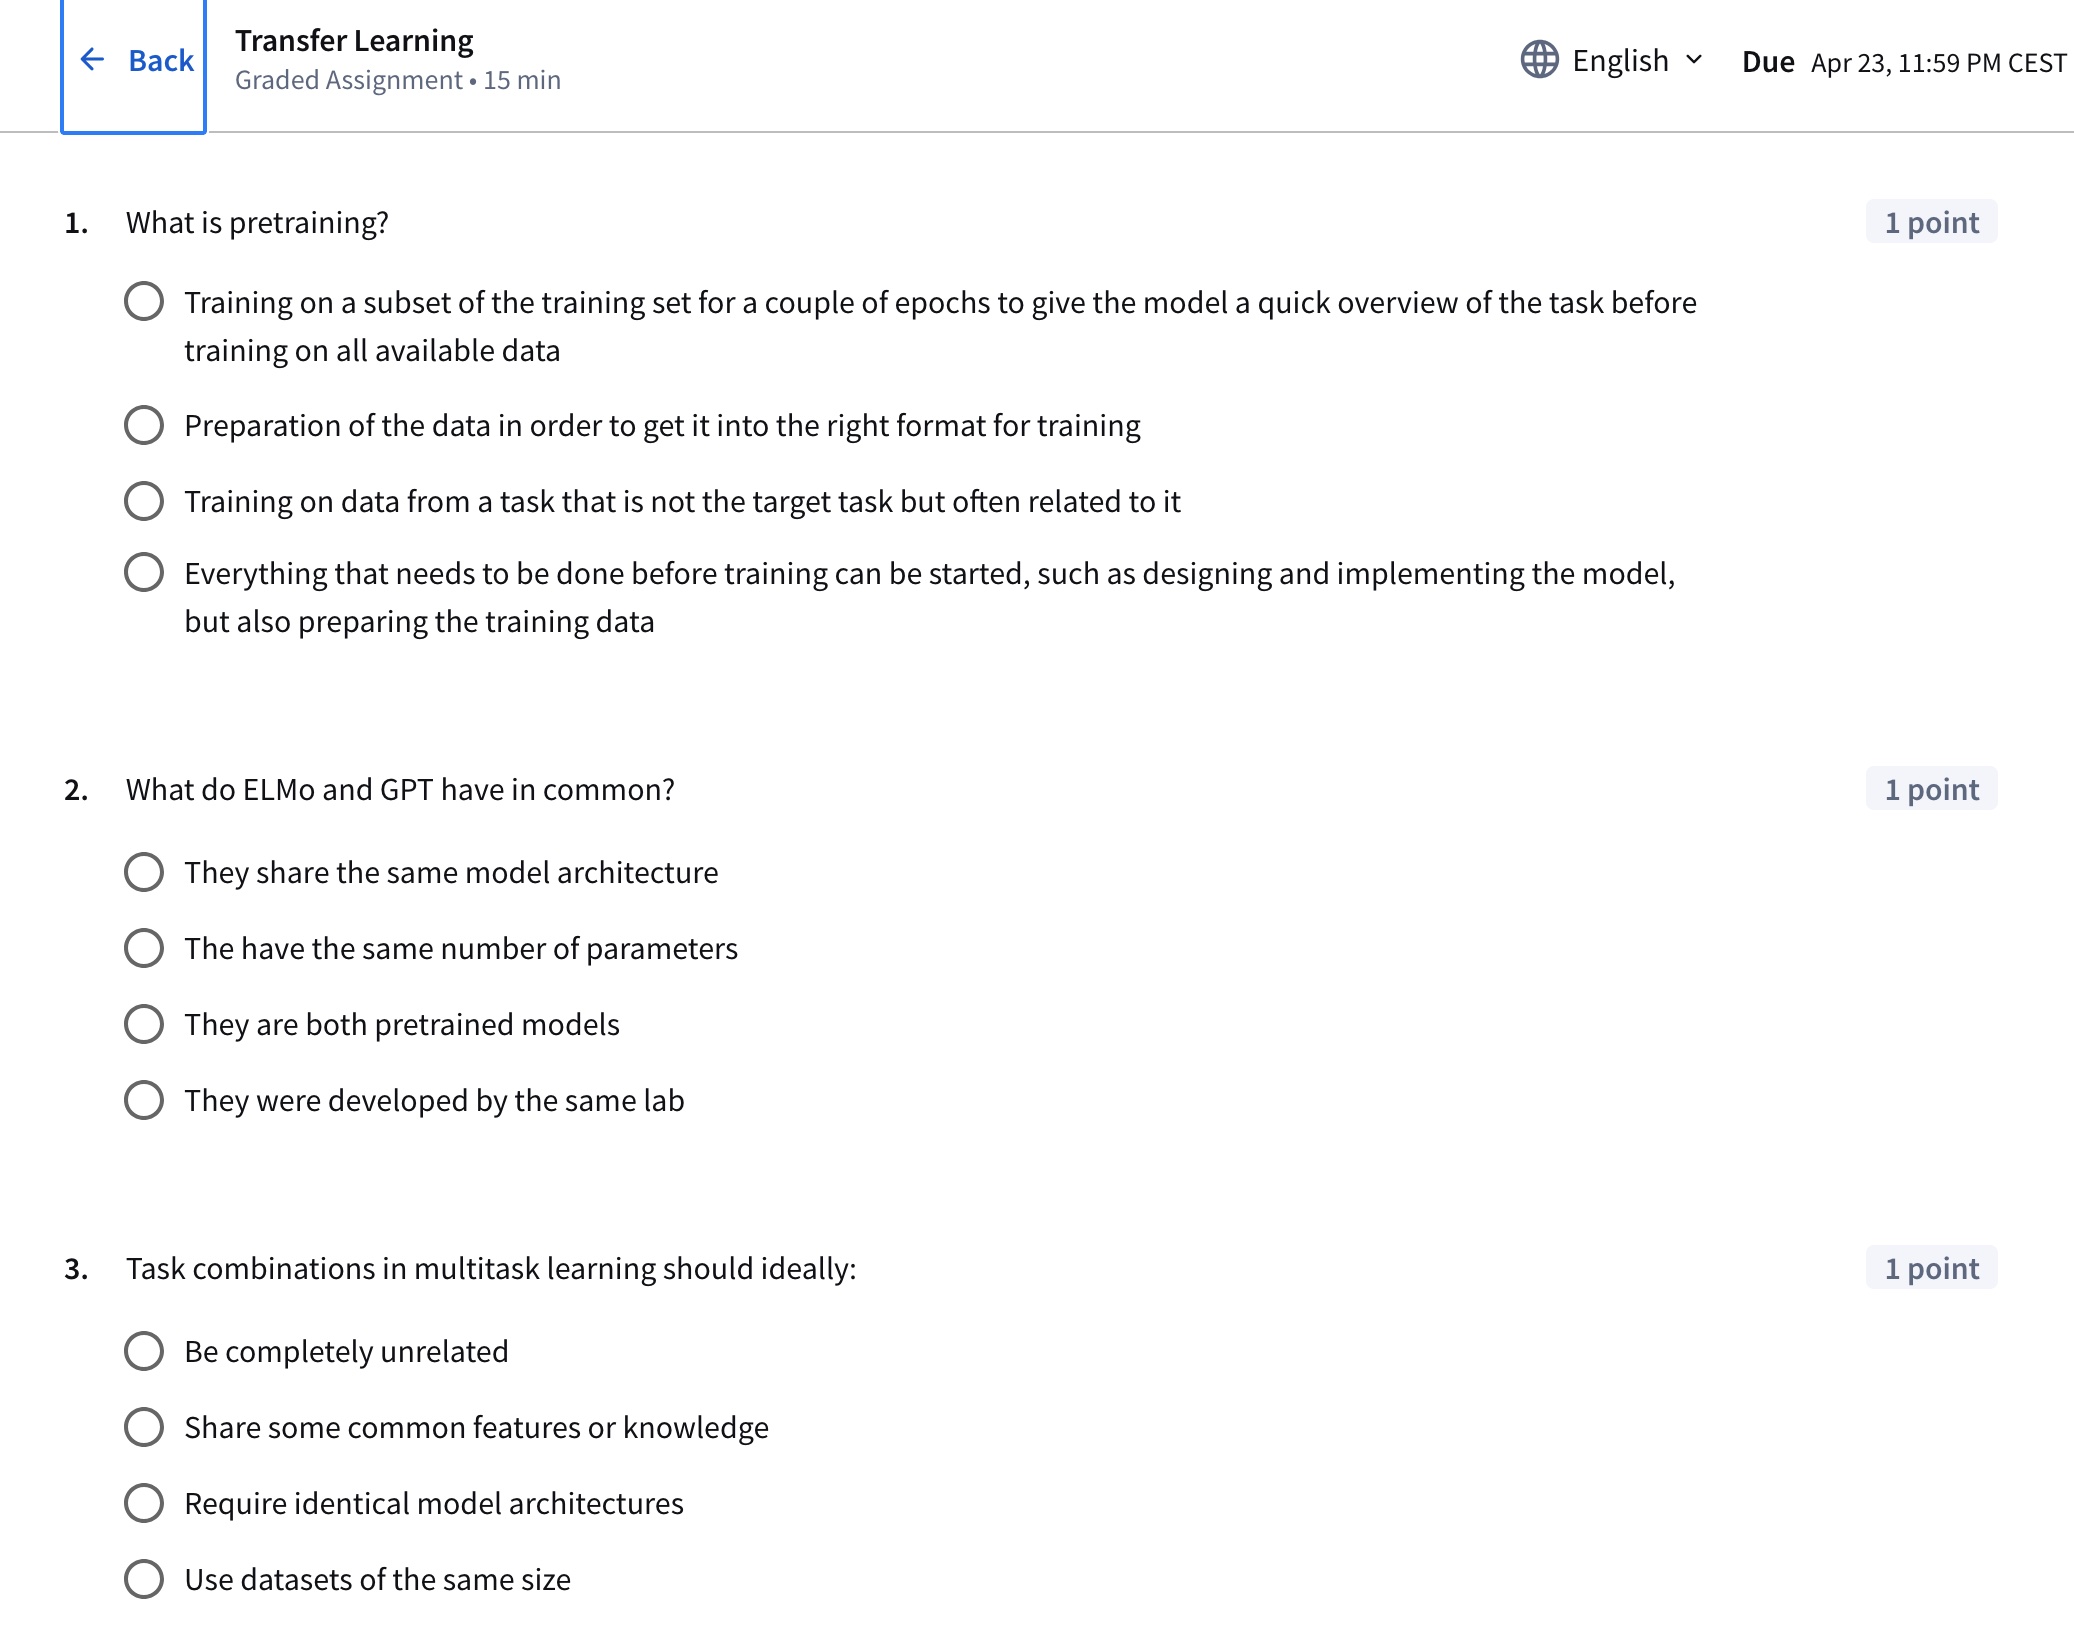 ← Back
Transfer Learning
Graded Assignment • 15 min
English
Due Apr 23, 11:59 PM CEST
1. What is pretraining?
1 point
Training on a subset of the training set for a couple of epochs to give the model a quick overview of the task before
training on all available data
Preparation of the data in order to get it into the right format for training
Training on data from a task that is not the target task but often related to it
Everything that needs to be done before training can be started, such as designing and implementing the model,
but also preparing the training data
2. What do ELMo and GPT have in common?
1 point
They share the same model architecture
The have the same number of parameters
They are both pretrained models
They were developed by the same lab
3. Task combinations in multitask learning should ideally:
1 point
Be completely unrelated
Share some common features or knowledge
Require identical model architectures
Use datasets of the same size